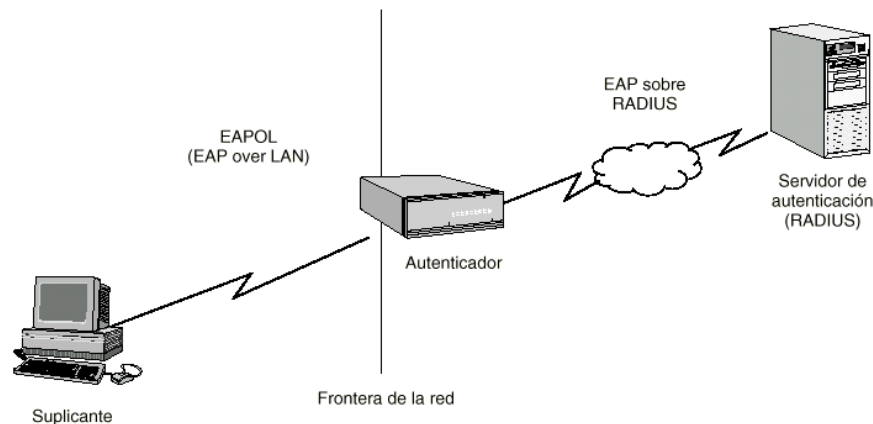 EAPOL
(EAP over LAN)
EAP sobre
RADIUS
Servidor de
autenticación
(RADIUS)
Autenticador
Frontera de la red
Suplicante